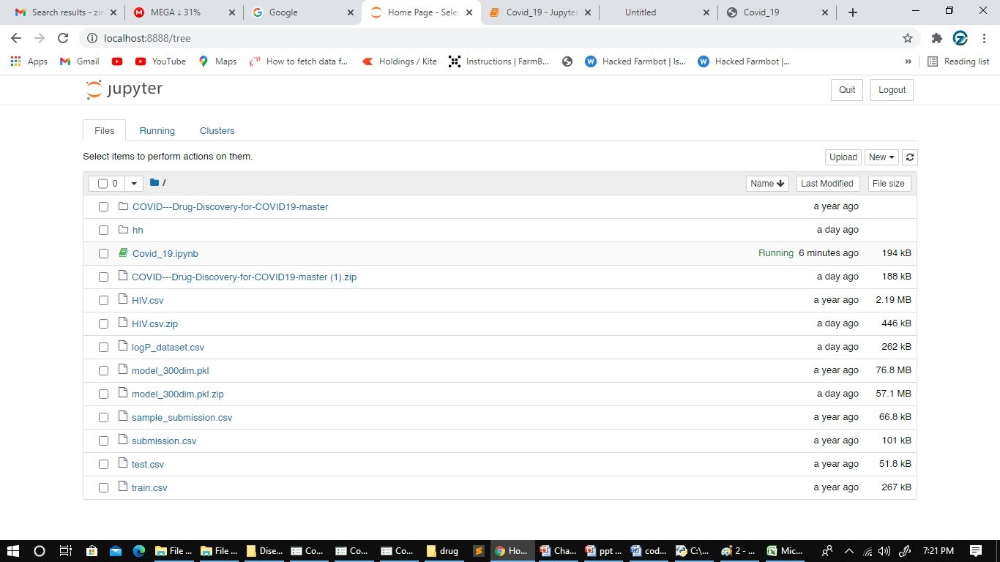 Search results - zin
MEGA ↓ 31%
Google
Home Page - Sele
Covid_19 - Jupyter
Untitled
Covid_19
localhost:8888/tree
Apps Gmail YouTube Maps How to fetch data f... Holdings / Kite Instructions | FarmB... Hacked Farmbot | Is... Hacked Farmbot |... » Reading list
jupyter
Quit Logout
Files Running Clusters
Select items to perform actions on them.
Upload New
0 / Name Last Modified File size
COVID---Drug-Discovery-for-COVID19-master a year ago
hh a day ago
Covid_19.ipynb Running 6 minutes ago 194 kB
COVID---Drug-Discovery-for-COVID19-master (1).zip a day ago 188 kB
HIV.csv a year ago 2.19 MB
HIV.csv.zip a day ago 446 kB
logP_dataset.csv a day ago 262 kB
model_300dim.pkl a year ago 76.8 MB
model_300dim.pkl.zip a day ago 57.1 MB
sample_submission.csv a year ago 66.8 kB
submission.csv a year ago 101 kB
test.csv a year ago 51.8 kB
train.csv a year ago 267 kB
File ... File ... Dise... Co... Co... Co... drug Ho... Cha... ppt ... cod... C:\... 2 - ... Mic... 7:21 PM